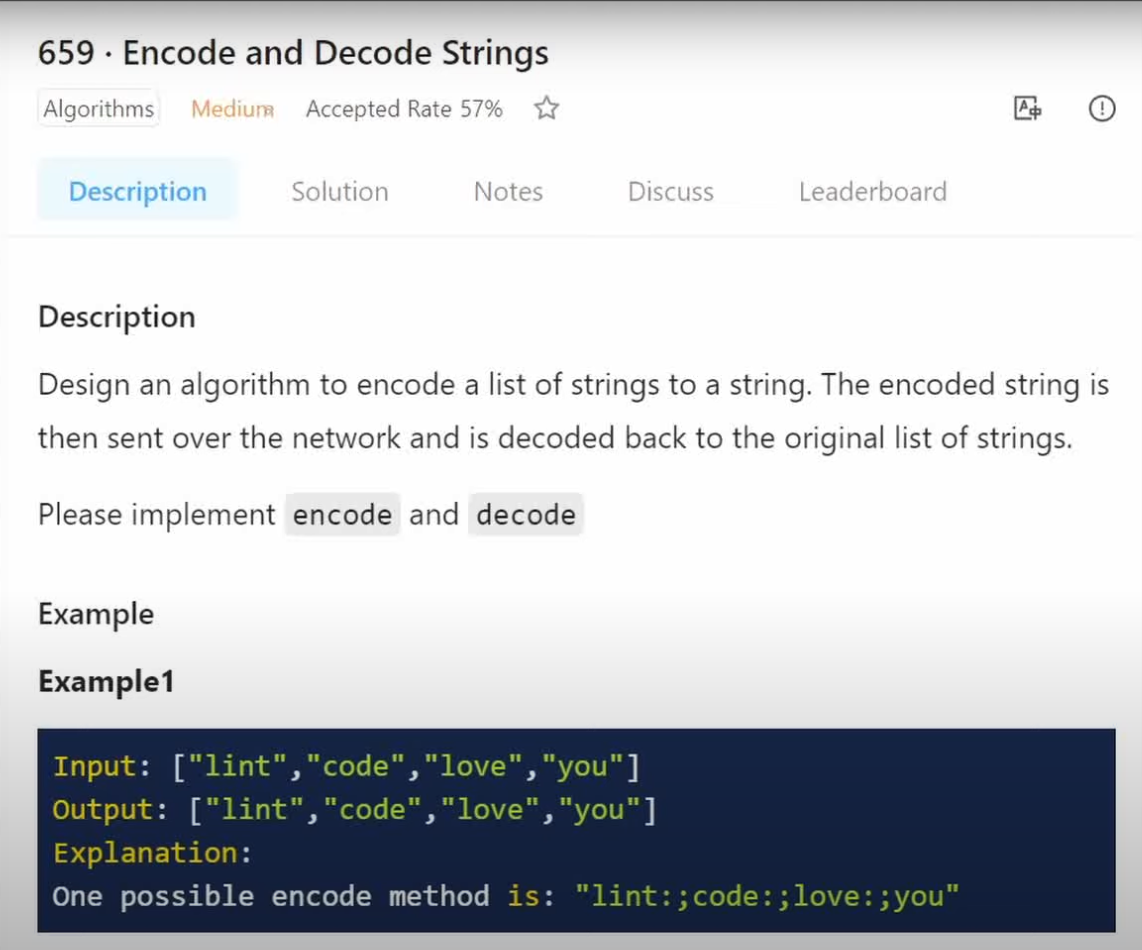 659 · Encode and Decode Strings
Algorithms Medium Accepted Rate 57%
Description Solution Notes Discuss Leaderboard
Description
Design an algorithm to encode a list of strings to a string. The encoded string is
then sent over the network and is decoded back to the original list of strings.
Please implement encode and decode
Example
Example1
Input: ["lint","code","love","you"]
Output: ["lint","code","love","you"]
Explanation:
One possible encode method is: "lint:;code:;love:;you"